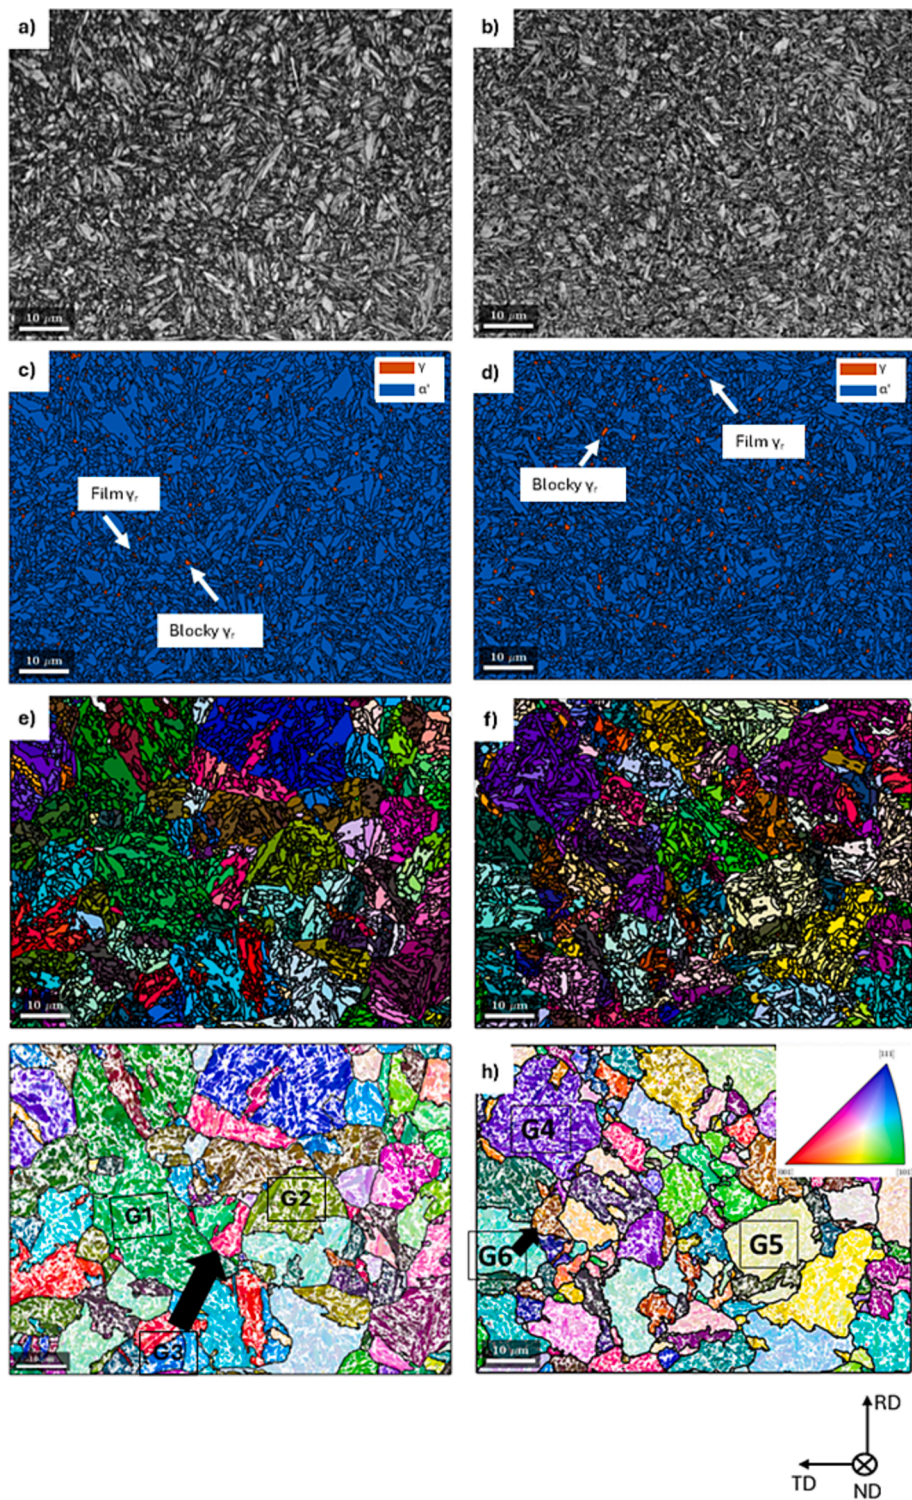 a)
b)
10 μm
10 μm
c)
γ
α'
d)
γ
α'
Film γᵣ
Blocky γᵣ
Film γᵣ
Blocky γᵣ
10 μm
10 μm
e)
f)
10 μm
10 μm
h)
[111]
[001]
[101]
G4
G1
G2
G6
G5
G3
10 μm
RD
TD
ND